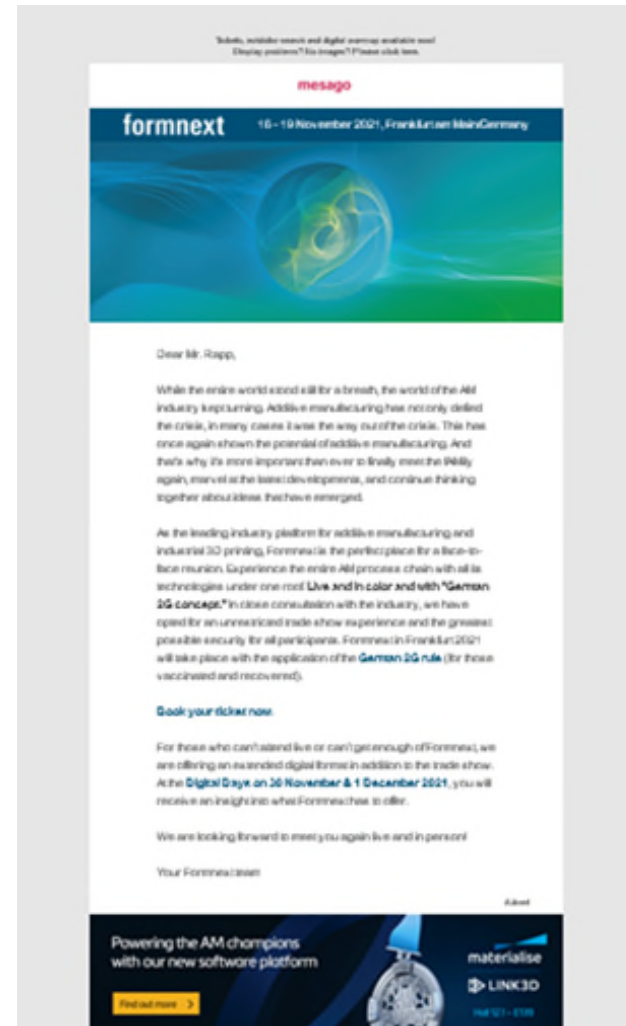 Tickets, exhibitor search and digital available now!
Display problems? No images? Please click here.
mesago
formnext
16 – 19 November 2021, Frankfurt am Main Germany
Dear Mr. Rapp,
While the entire world stood still for a breath, the world of the AM
industry kept turning. Additive manufacturing has not only defied
the crisis, in many cases it was the way out of the crisis. This has
once again shown the potential of additive manufacturing. And
that's why it's more important than ever to finally meet the
again, marvel at the latest developments, and continue thinking
together about ideas that have emerged.
As the leading industry platform for additive manufacturing and
industrial 3D printing, Formnext is the perfect place for a face-to-
face reunion. Experience the entire AM process chain with all its
technologies under one roof. Live and in color and with "German
2G concept." In close consultation with the industry, we have
opted for an unrestricted trade show experience and the greatest
possible security for all participants. Formnext in Frankfurt 2021
will take place with the application of the German 2G rule (for those
vaccinated and recovered).
Book your ticket now.
For those who can't attend live or can't get enough of Formnext, we
are offering an extended digital format in addition to the trade show.
At the Digital Days on 30 November & 1 December 2021, you will
receive an insight into what Formnext has to offer.
We are looking forward to meet you again live and in person!
Your Formnext team
Advert
Powering the AM champions
with our new software platform
materialise
LINK3D
Find out more